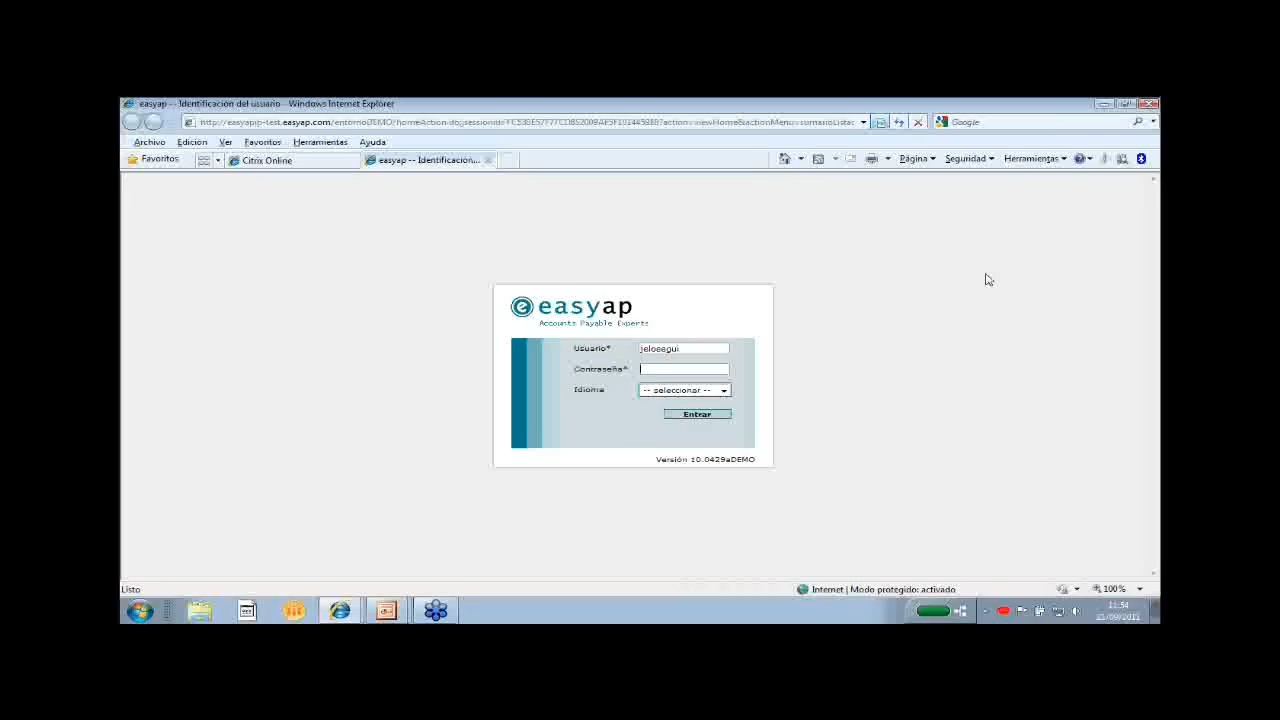 easyap -- Identificación del usuario - Windows Internet Explorer
Google
Archivo Edición Ver Favoritos Herramientas Ayuda
Favoritos Citrix Online easyap -- Identificación... Página Seguridad Herramientas
e easyap
Accounts Payable Experts
Usuario* jelosegui
Contraseña*
Idioma -- seleccionar --
Entrar
Versión 10.0429aDEMO
Listo Internet | Modo protegido: activado 100%
11:54